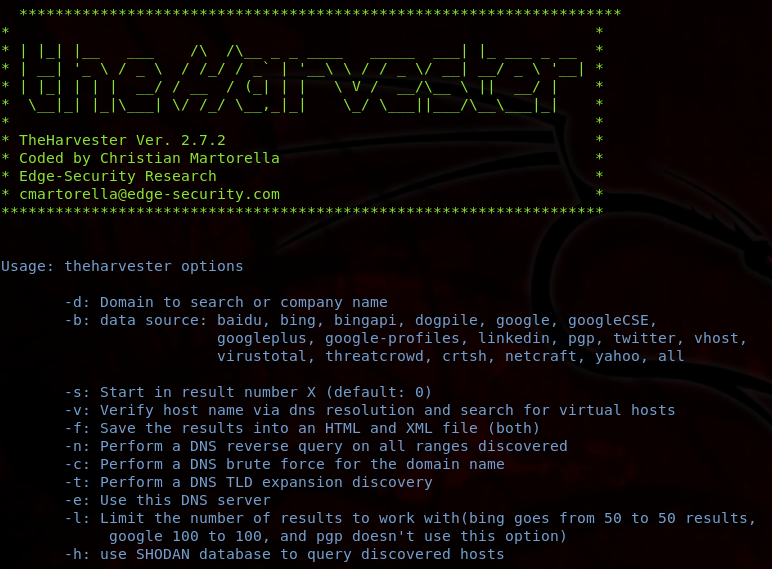 *******************************************************************
*                                                                 *
* | |_| |__   ___    /\  /\__ _ _ ____   _____  ___| |_ ___ _ __  *
* | __| '_ \ / _ \  / /_/ / _` | '__\ \ / / _ \/ __| __/ _ \ '__| *
* | |_| | | |  __/ / __  / (_| | |   \ V /  __/\__ \ ||  __/ |    *
*  \__|_| |_|\___| \/ /_/ \__,_|_|    \_/ \___||___/\__\___|_|    *
*                                                                 *
* TheHarvester Ver. 2.7.2                                         *
* Coded by Christian Martorella                                   *
* Edge-Security Research                                          *
* cmartorella@edge-security.com                                   *
*******************************************************************
Usage: theharvester options
-d: Domain to search or company name
-b: data source: baidu, bing, bingapi, dogpile, google, googleCSE,
googleplus, google-profiles, linkedin, pgp, twitter, vhost,
virustotal, threatcrowd, crtsh, netcraft, yahoo, all
-s: Start in result number X (default: 0)
-v: Verify host name via dns resolution and search for virtual hosts
-f: Save the results into an HTML and XML file (both)
-n: Perform a DNS reverse query on all ranges discovered
-c: Perform a DNS brute force for the domain name
-t: Perform a DNS TLD expansion discovery
-e: Use this DNS server
-l: Limit the number of results to work with(bing goes from 50 to 50 results,
google 100 to 100, and pgp doesn't use this option)
-h: use SHODAN database to query discovered hosts